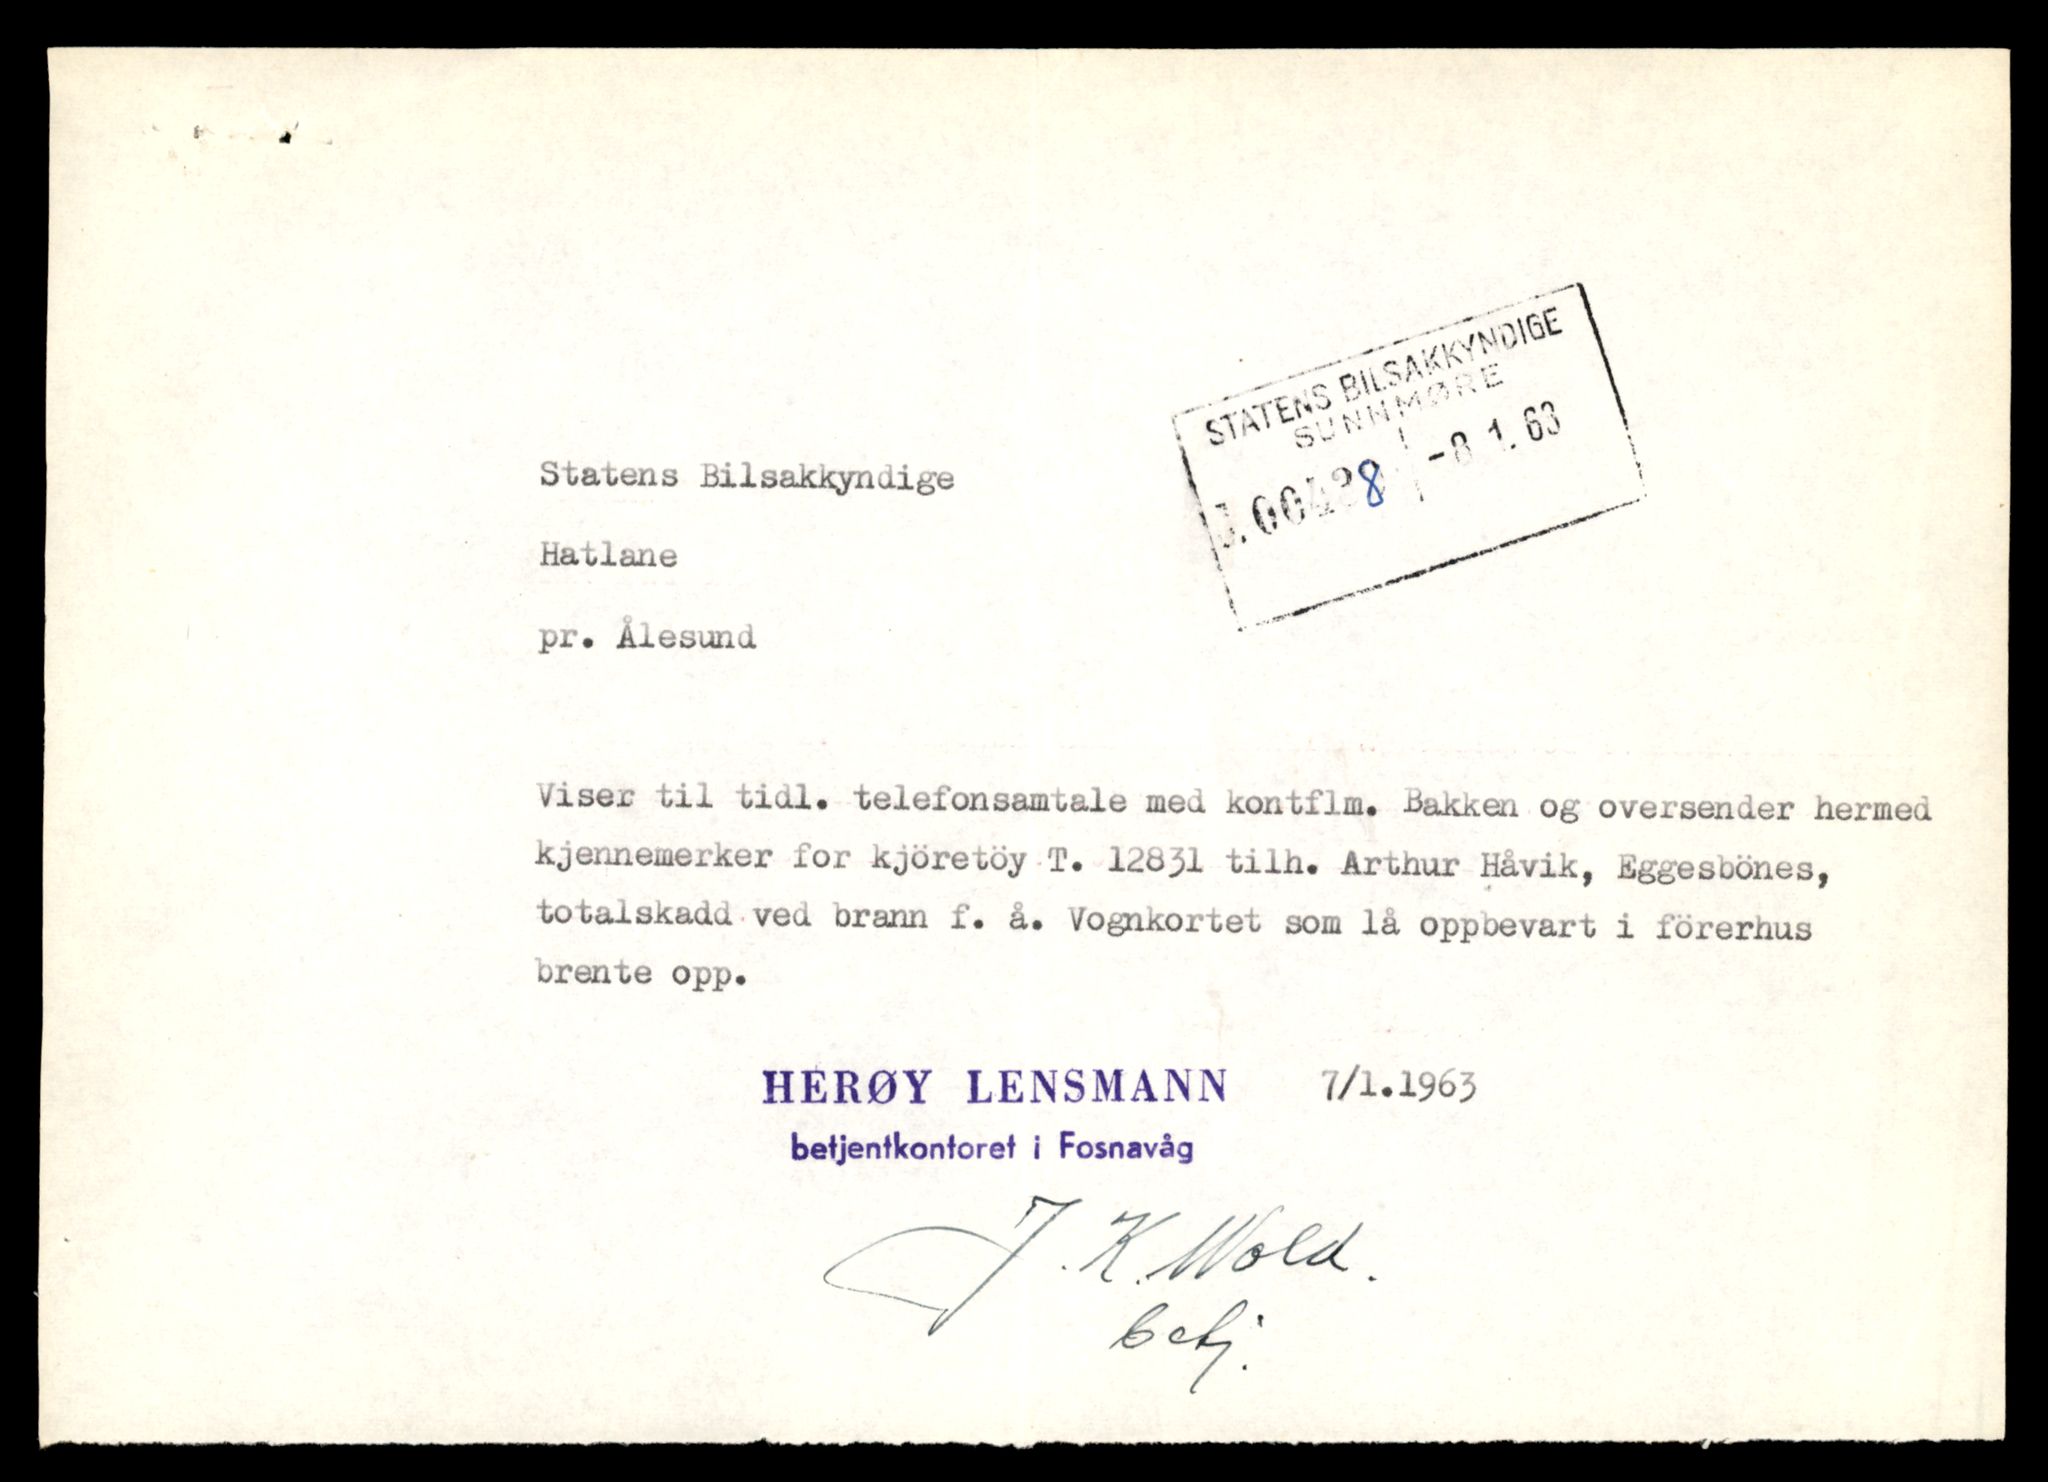 STATENS BILSAKKYNDIGE
SUNNMØRE
J. 00428 -8 1. 63
Statens Bilsakkyndige
Hatlane
pr. Ålesund
Viser til tidl. telefonsamtale med kontflm. Bakken og oversender hermed
kjennemerker for kjöretöy T. 12831 tilh. Arthur Håvik, Eggesbönes,
totalskadd ved brann f. å. Vognkortet som lå oppbevart i förerhus
brente opp.
HERØY LENSMANN 7/1.1963
betjentkontoret i Fosnavåg
J. K. Wold.
betj.